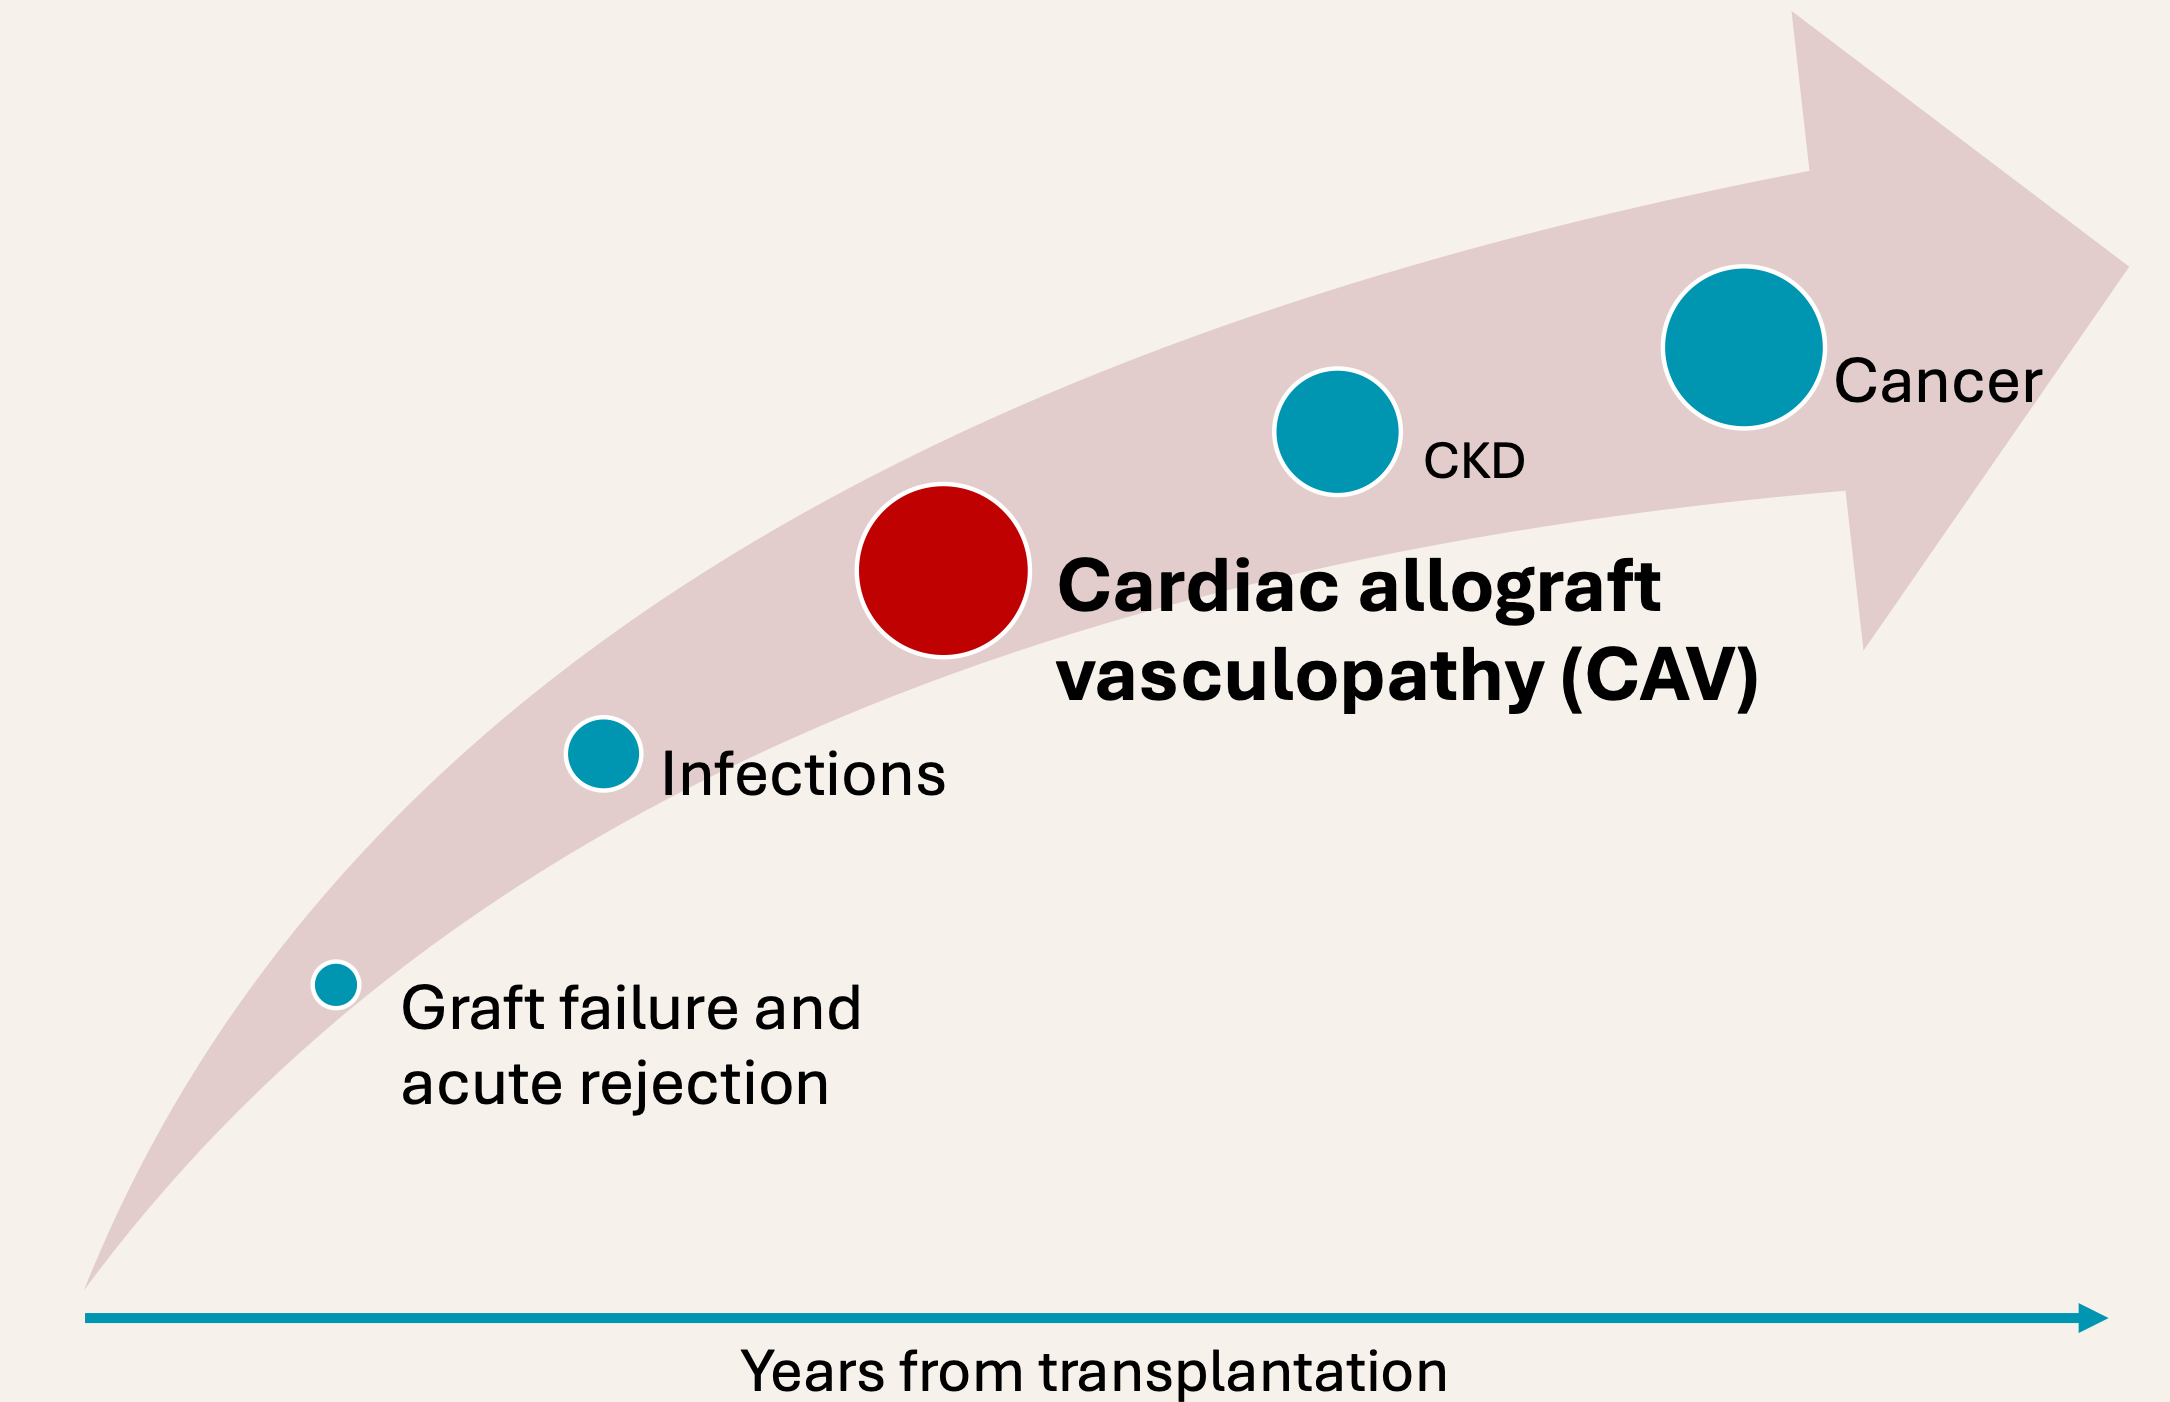 Cancer
CKD
Cardiac allograft
vasculopathy (CAV)
Infections
Graft failure and
acute rejection
Years from transplantation